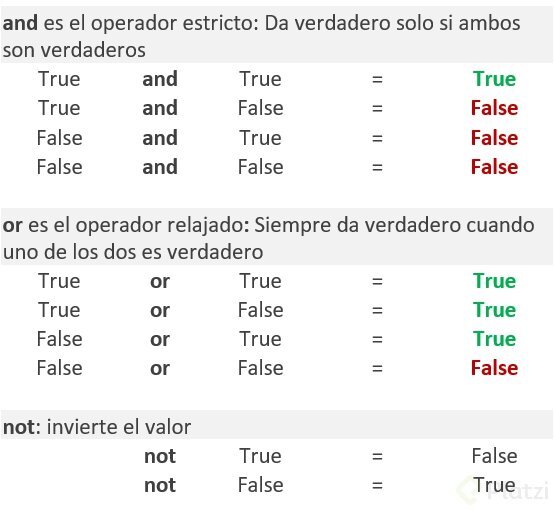 and es el operador estricto: Da verdadero solo si ambos
son verdaderos
True and True = True
True and False = False
False and True = False
False and False = False
or es el operador relajado: Siempre da verdadero cuando
uno de los dos es verdadero
True or True = True
True or False = True
False or True = True
False or False = False
not: invierte el valor
not True = False
not False = True
Platzi